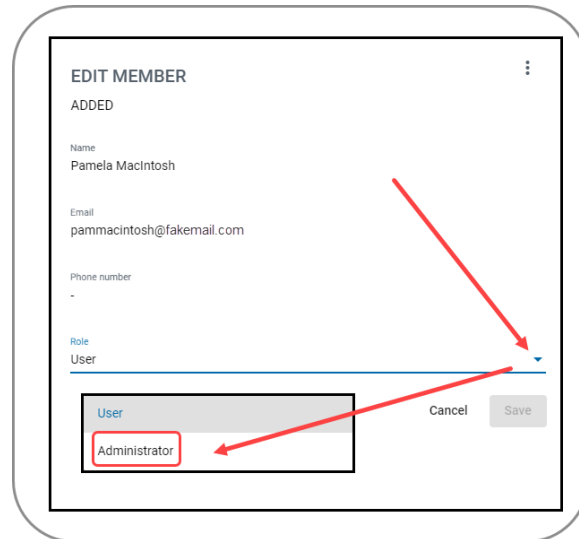 EDIT MEMBER
ADDED
Name
Pamela MacIntosh
Email
pammacintosh@fakemail.com
Phone number
-
Role
User
User
Administrator
Cancel
Save